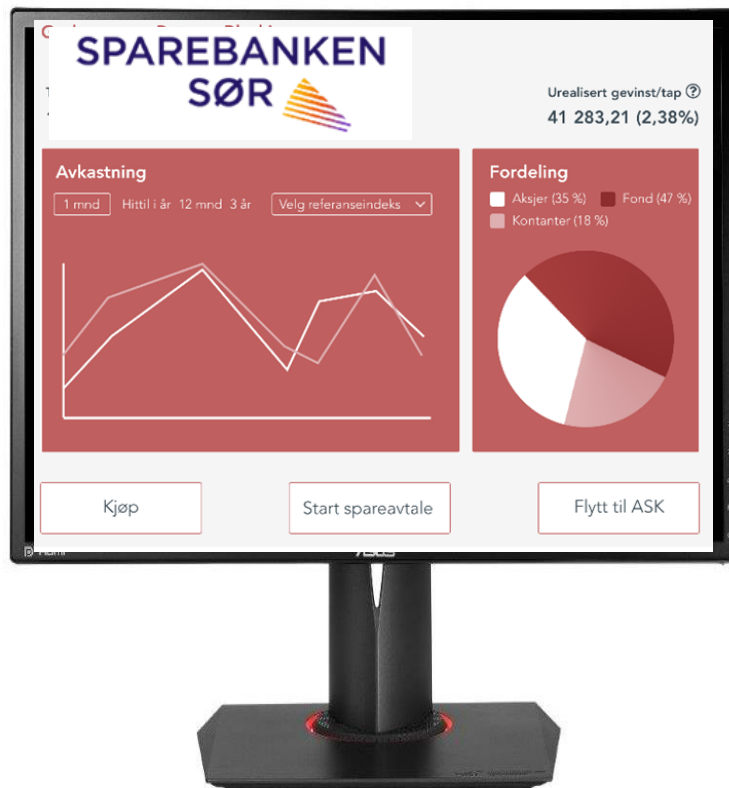 SPAREBANKEN
SØR
Urealisert gevinst/tap ?
41 283,21 (2,38%)
Avkastning
1 mnd Hittil i år 12 mnd 3 år Velg referanseindeks
Fordeling
Aksjer (35 %) Fond (47 %)
Kontanter (18 %)
Kjøp
Start spareavtale
Flytt til ASK